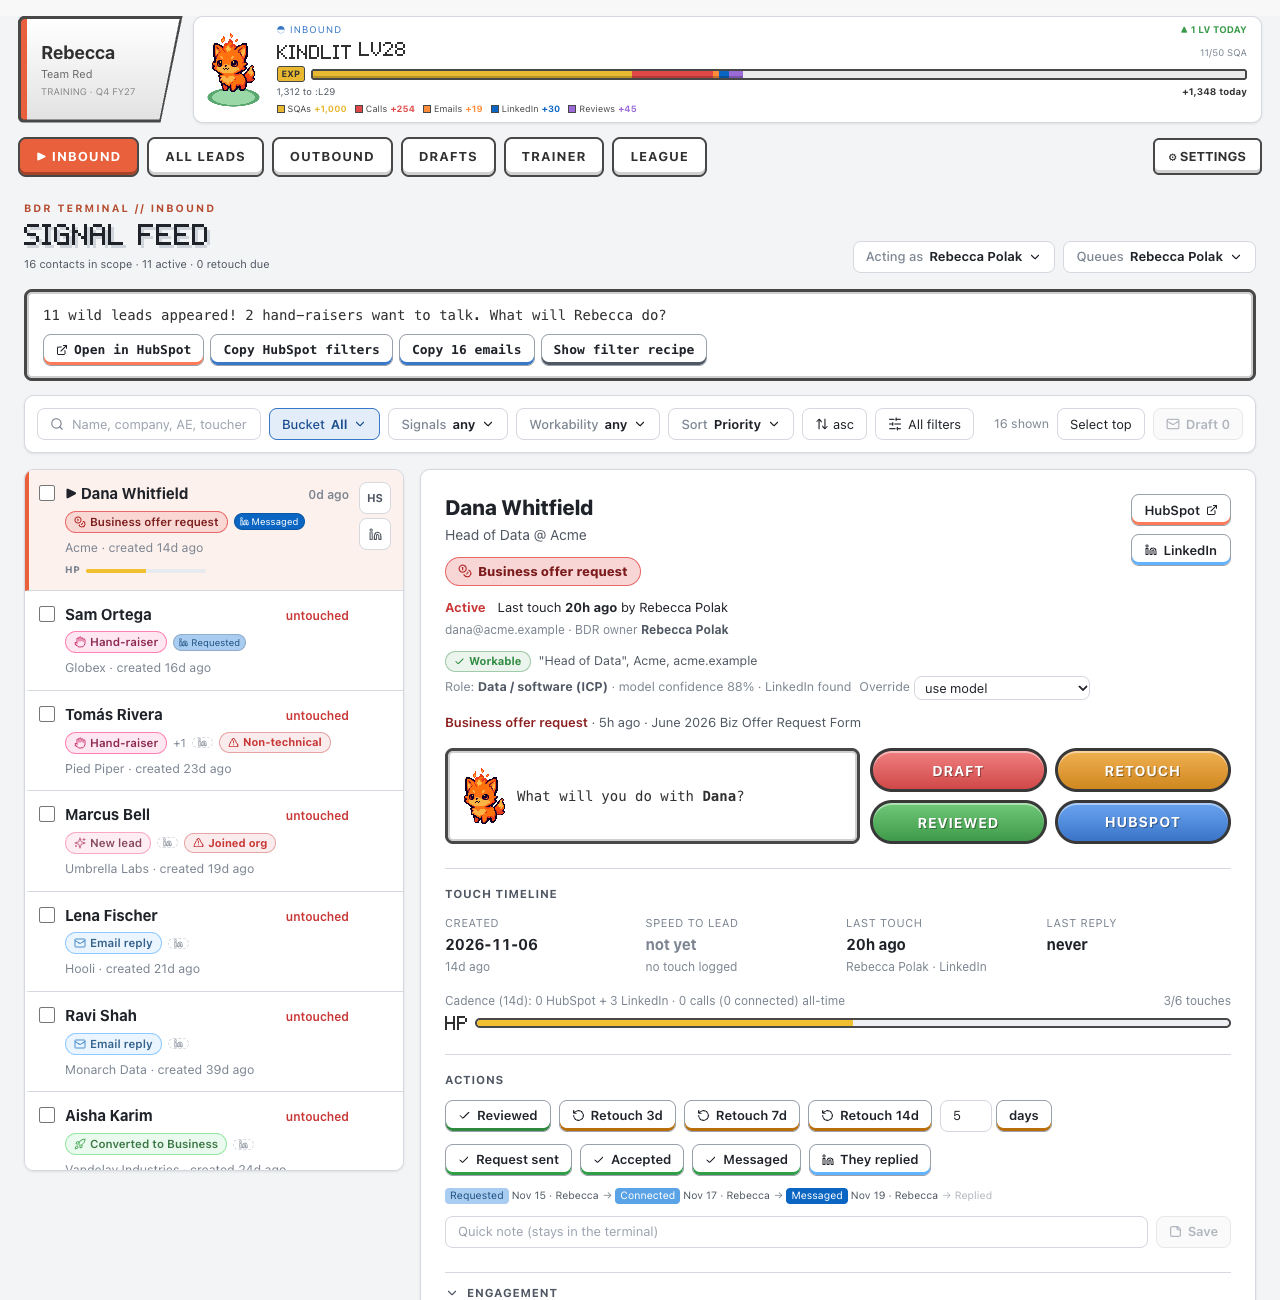 Rebecca
Team Red
TRAINING · Q4 FY27
INBOUND
KINDLIT LV28
▲ 1 LV TODAY
11/50 SQA
EXP
1,312 to :L29
+1,348 today
SQAs +1,000 Calls +254 Emails +19 LinkedIn +30 Reviews +45
▶ INBOUND
ALL LEADS
OUTBOUND
DRAFTS
TRAINER
LEAGUE
⚙ SETTINGS
BDR TERMINAL // INBOUND
SIGNAL FEED
16 contacts in scope · 11 active · 0 retouch due
Acting as Rebecca Polak
Queues Rebecca Polak
11 wild leads appeared! 2 hand-raisers want to talk. What will Rebecca do?
Open in HubSpot
Copy HubSpot filters
Copy 16 emails
Show filter recipe
Name, company, AE, toucher
Bucket All
Signals any
Workability any
Sort Priority
asc
All filters
16 shown
Select top
Draft 0
▶ Dana Whitfield
0d ago
HS
Business offer request
in Messaged
in
Acme · created 14d ago
HP
Sam Ortega
untouched
Hand-raiser
in Requested
Globex · created 16d ago
Tomás Rivera
untouched
Hand-raiser
+1
in
Non-technical
Pied Piper · created 23d ago
Marcus Bell
untouched
New lead
in
Joined org
Umbrella Labs · created 19d ago
Lena Fischer
untouched
Email reply
in
Hooli · created 21d ago
Ravi Shah
untouched
Email reply
in
Monarch Data · created 39d ago
Aisha Karim
untouched
Converted to Business
in
Vandelay Industries · created 24d ago
Dana Whitfield
Head of Data @ Acme
HubSpot
in LinkedIn
Business offer request
Active Last touch 20h ago by Rebecca Polak
dana@acme.example · BDR owner Rebecca Polak
Workable "Head of Data", Acme, acme.example
Role: Data / software (ICP) · model confidence 88% · LinkedIn found Override use model
Business offer request · 5h ago · June 2026 Biz Offer Request Form
What will you do with Dana?
DRAFT
RETOUCH
REVIEWED
HUBSPOT
TOUCH TIMELINE
CREATED
2026-11-06
14d ago
SPEED TO LEAD
not yet
no touch logged
LAST TOUCH
20h ago
Rebecca Polak · LinkedIn
LAST REPLY
never
Cadence (14d): 0 HubSpot + 3 LinkedIn · 0 calls (0 connected) all-time
3/6 touches
HP
ACTIONS
Reviewed
Retouch 3d
Retouch 7d
Retouch 14d
5
days
Request sent
Accepted
Messaged
in They replied
Requested Nov 15 · Rebecca → Connected Nov 17 · Rebecca → Messaged Nov 19 · Rebecca → Replied
Quick note (stays in the terminal)
Save
ENGAGEMENT